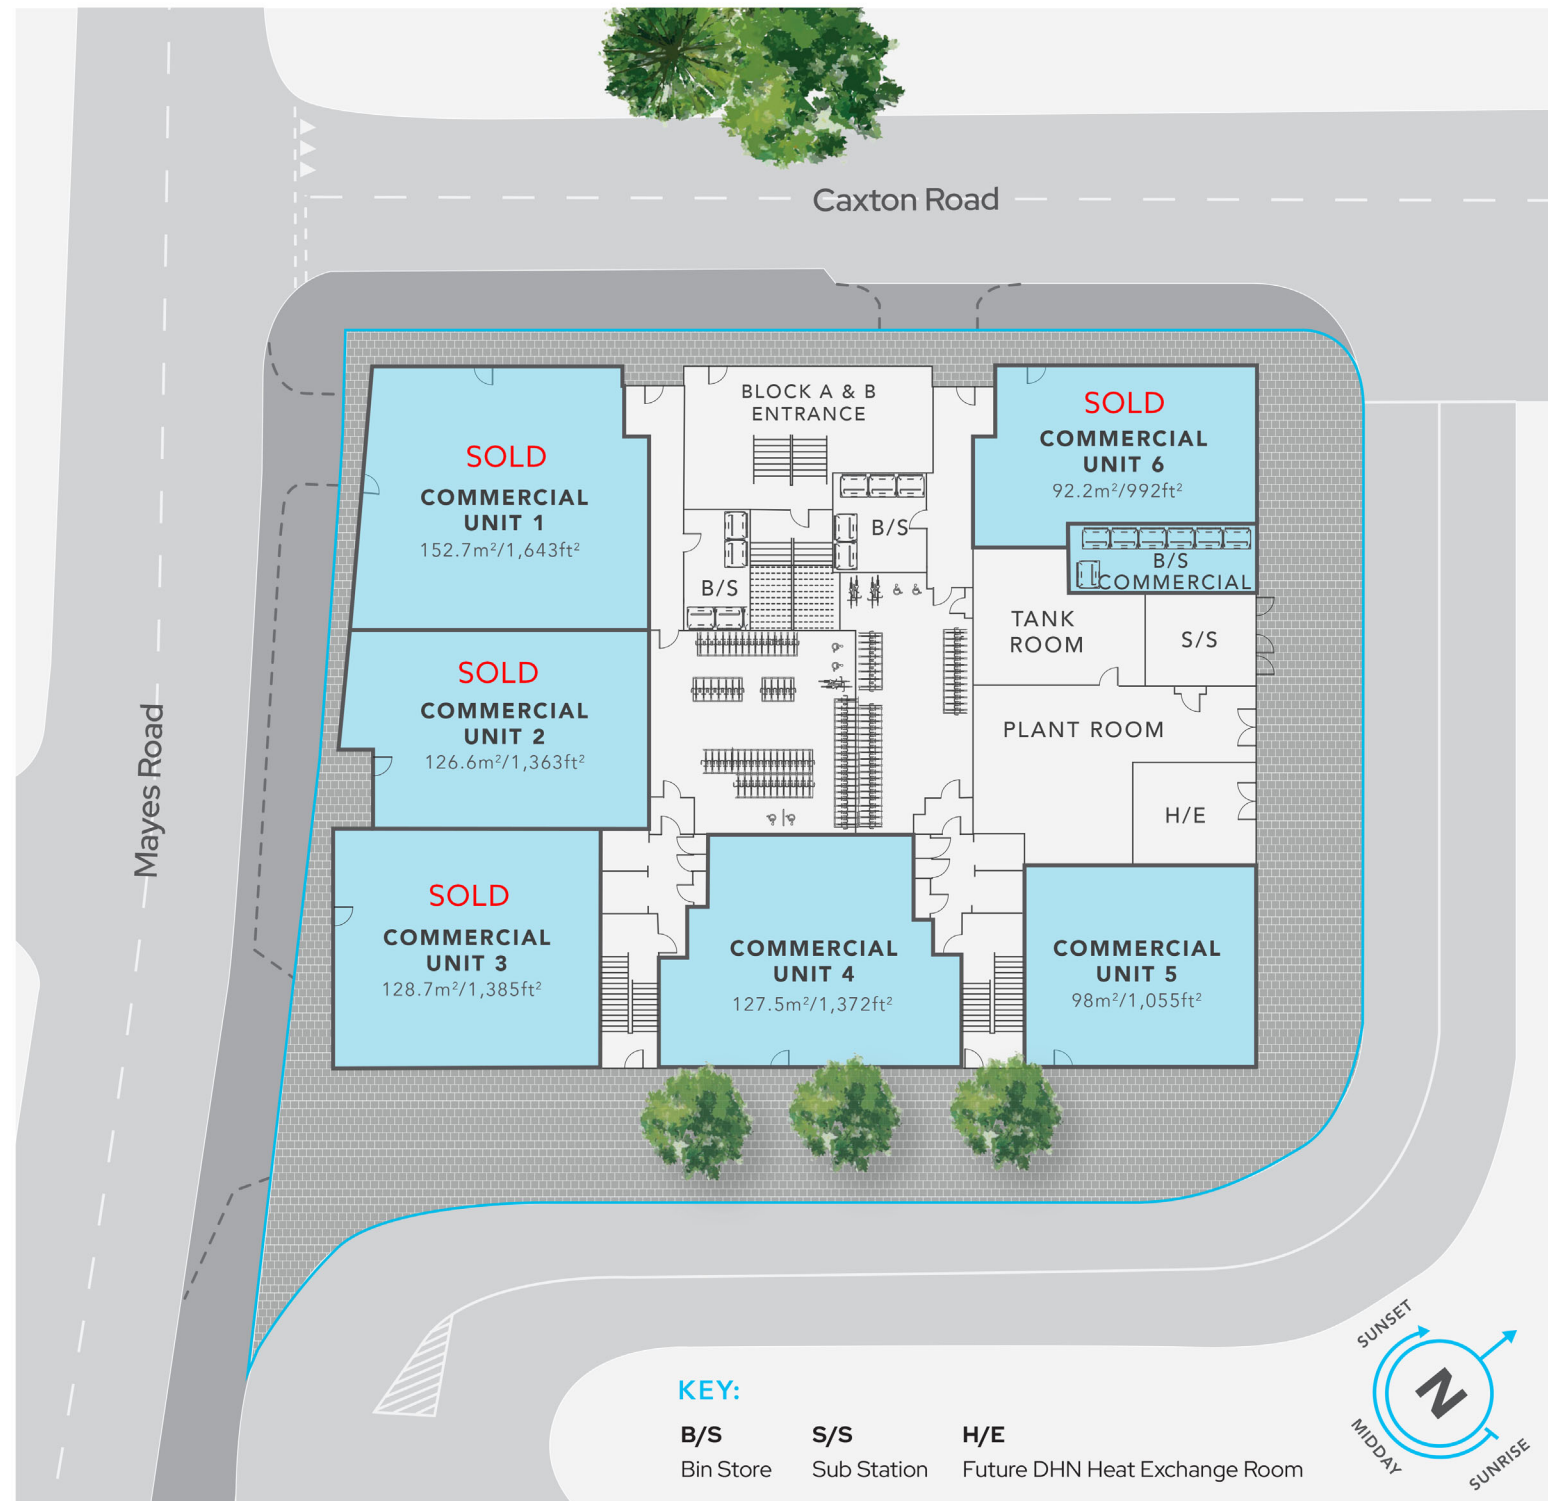 Caxton Road
BLOCK A & B
ENTRANCE
SOLD
COMMERCIAL
UNIT 6
92.2m²/992ft²
SOLD
COMMERCIAL
UNIT 1
152.7m²/1,643ft²
B/S
B/S
B/S
COMMERCIAL
TANK
ROOM
S/S
SOLD
COMMERCIAL
UNIT 2
126.6m²/1,363ft²
PLANT ROOM
H/E
Mayes Road
SOLD
COMMERCIAL
UNIT 3
128.7m²/1,385ft²
COMMERCIAL
UNIT 4
127.5m²/1,372ft²
COMMERCIAL
UNIT 5
98m²/1,055ft²
KEY:
B/S
Bin Store
S/S
Sub Station
H/E
Future DHN Heat Exchange Room
SUNSET
N
MIDDAY
SUNRISE